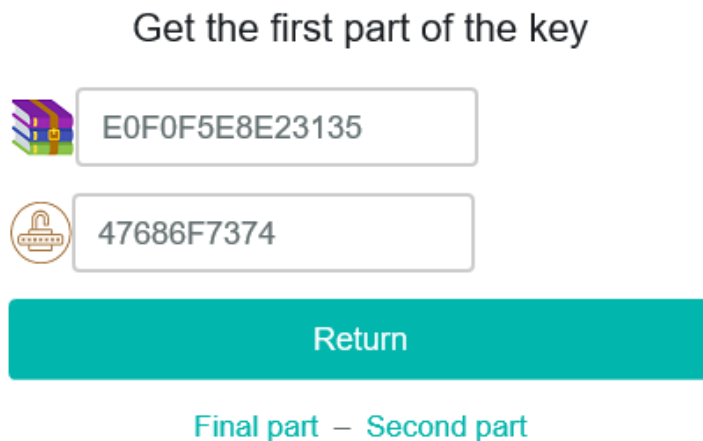 Get the first part of the key
E0F0F5E8E23135
47686F7374
Return
Final part – Second part